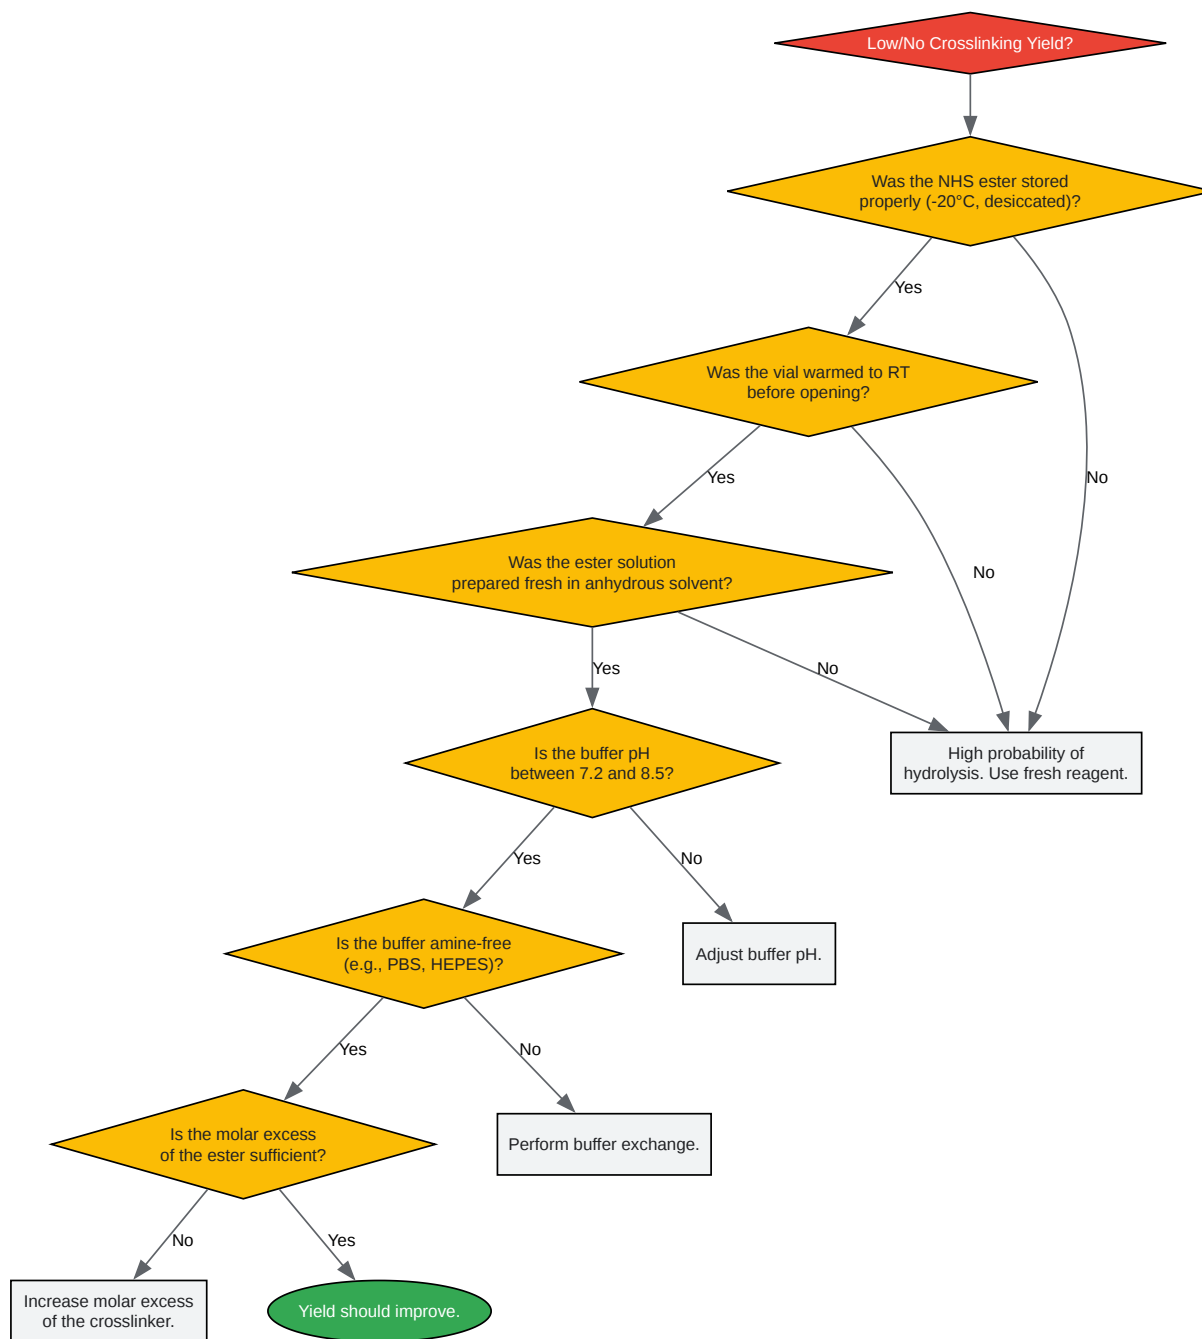 Low/No Crosslinking Yield?
Was the NHS ester stored
properly (-20°C, desiccated)?
Yes
Was the vial warmed to RT
before opening?
Yes
No
Was the ester solution
prepared fresh in anhydrous solvent?
No
Yes
No
Is the buffer pH
between 7.2 and 8.5?
High probability of
hydrolysis. Use fresh reagent.
Yes
No
Is the buffer amine-free
(e.g., PBS, HEPES)?
Adjust buffer pH.
Yes
No
Is the molar excess
of the ester sufficient?
Perform buffer exchange.
No
Yes
Increase molar excess
of the crosslinker.
Yield should improve.